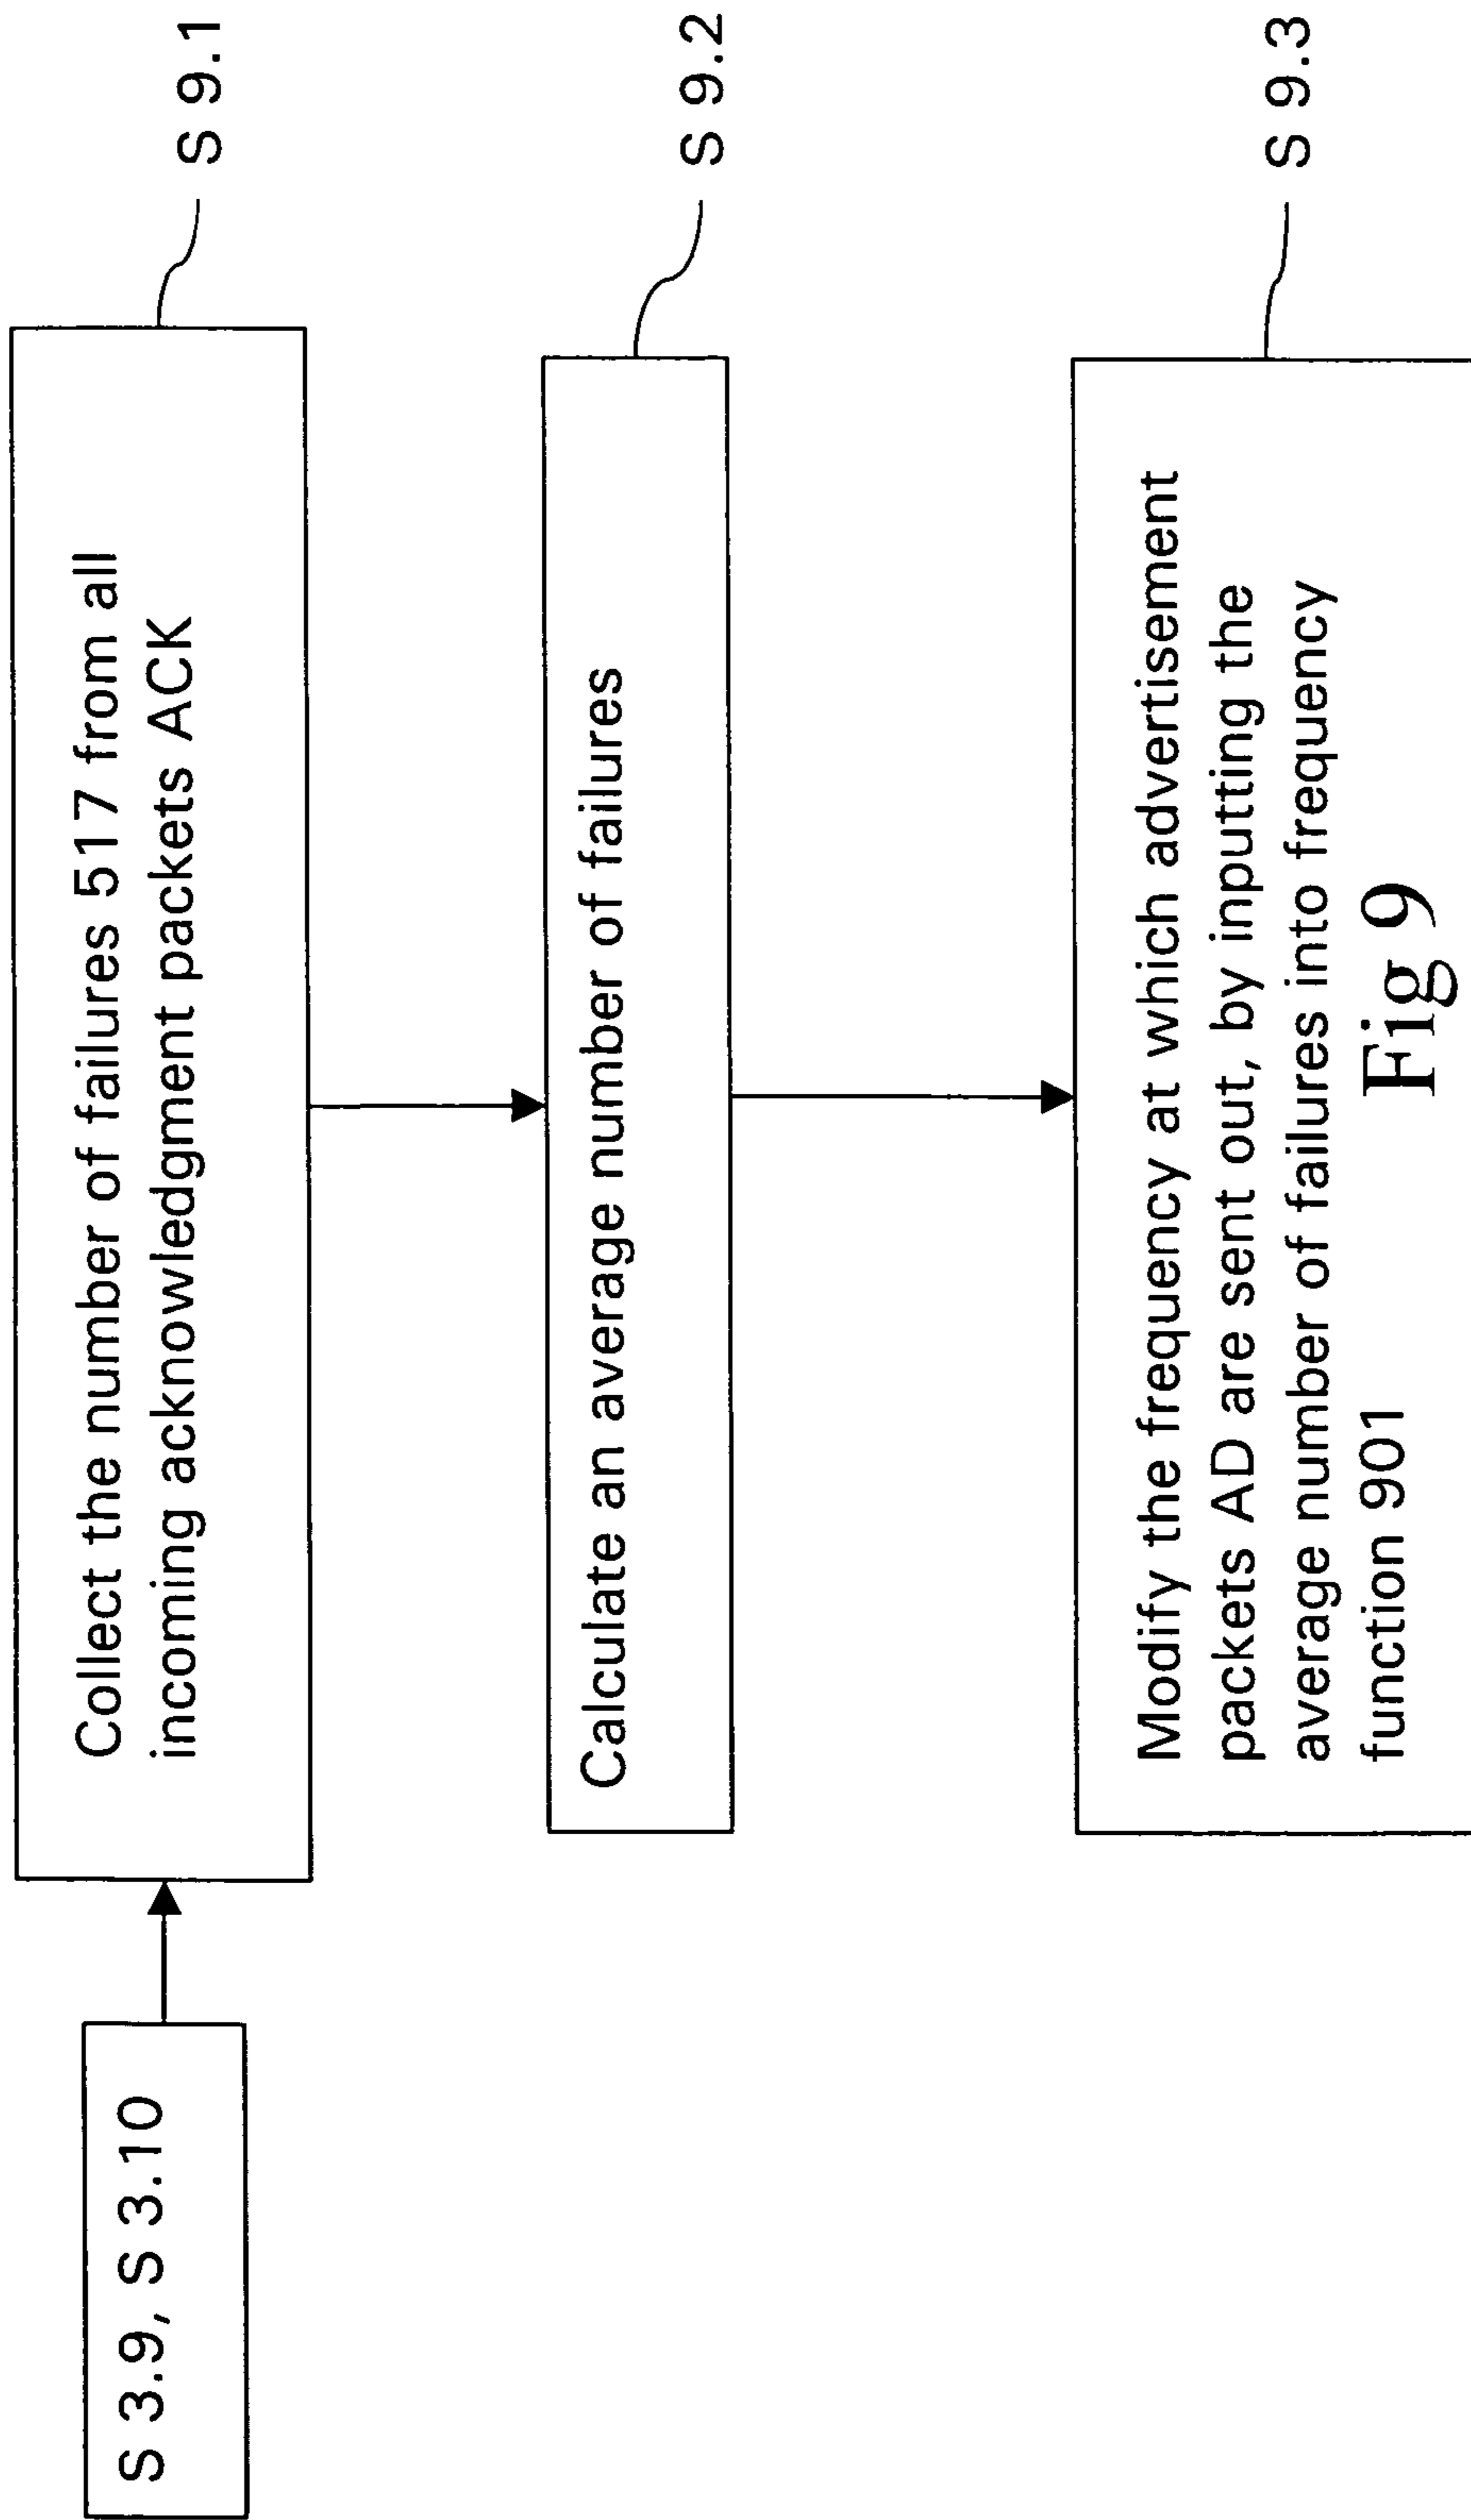 S 3.9, S 3.10
Collect the number of failures 517 from all
incoming acknowledgment packets ACK
S 9.1
Calculate an average number of failures
S 9.2
Modify the frequency at which advertisement
packets AD are sent out, by inputting the
average number of failures into frequency
function 901
S 9.3
Fig 9